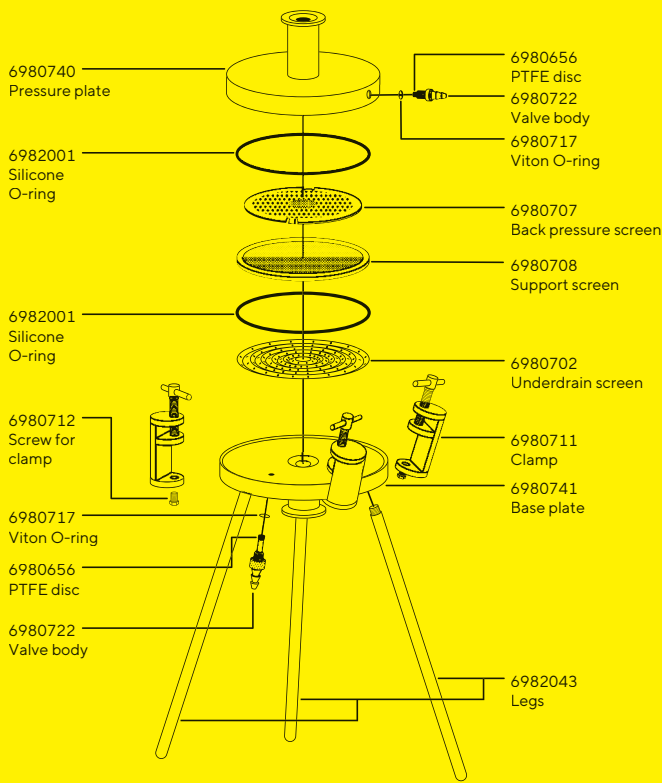 6980740
Pressure plate
6982001
Silicone
O-ring
6982001
Silicone
O-ring
6980712
Screw for
clamp
6980717
Viton O-ring
6980656
PTFE disc
6980722
Valve body
6980656
PTFE disc
6980722
Valve body
6980717
Viton O-ring
6980707
Back pressure screen
6980708
Support screen
6980702
Underdrain screen
6980711
Clamp
6980741
Base plate
6982043
Legs